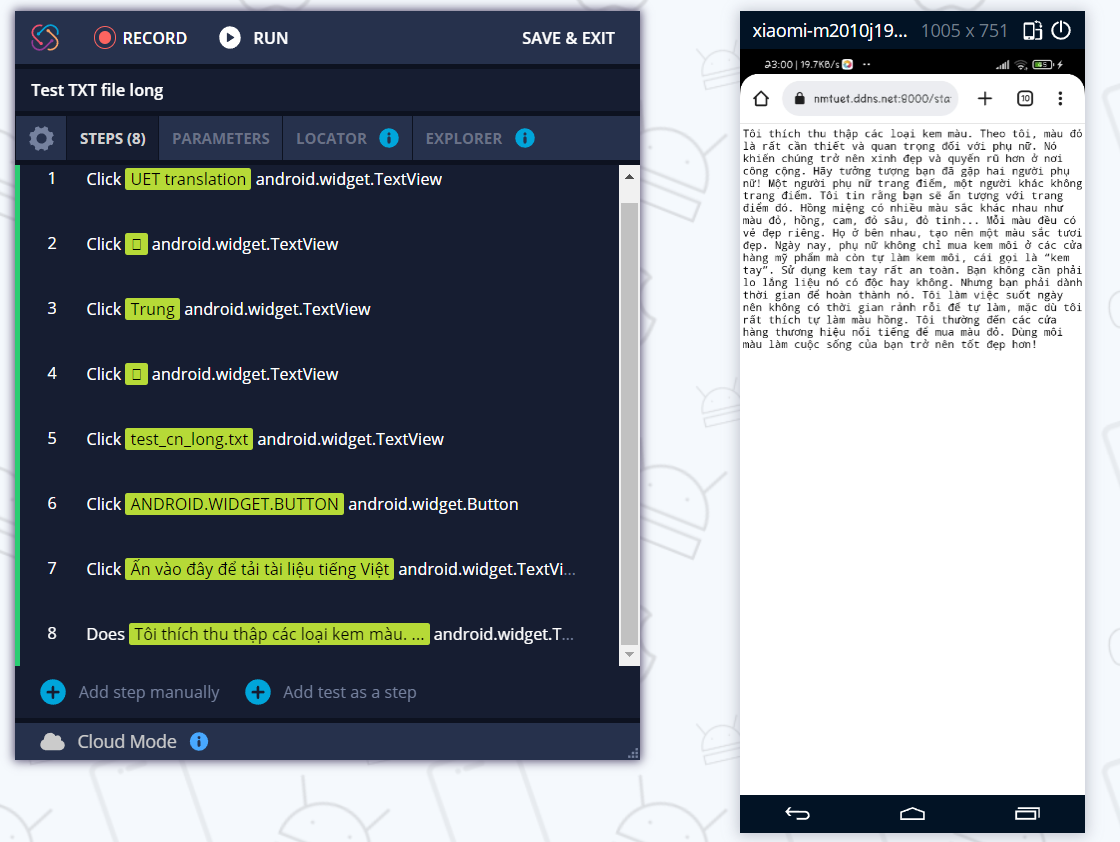 RECORD RUN SAVE & EXIT
Test TXT file long
STEPS (8) PARAMETERS LOCATOR i EXPLORER i
1 Click UET translation android.widget.TextView
2 Click android.widget.TextView
3 Click Trung android.widget.TextView
4 Click android.widget.TextView
5 Click test_cn_long.txt android.widget.TextView
6 Click ANDROID.WIDGET.BUTTON android.widget.Button
7 Click Ấn vào đây để tải tài liệu tiếng Việt android.widget.TextVi...
8 Does Tôi thích thu thập các loại kem màu. ... android.widget.T...
Add step manually Add test as a step
Cloud Mode i
xiaomi-m2010j19... 1005 x 751
23:00 | 19.7KB/s
nmtuet.ddns.net:8000/sta 10
Tôi thích thu thập các loại kem màu. Theo tôi, màu đỏ
là rất cần thiết và quan trọng đối với phụ nữ. Nó
khiến chúng trở nên xinh đẹp và quyến rũ hơn ở nơi
công cộng. Hãy tưởng tượng bạn đã gặp hai người phụ
nữ! Một người phụ nữ trang điểm, một người khác không
trang điểm. Tôi tin rằng bạn sẽ ấn tượng với trang
điểm đó. Hồng miệng có nhiều màu sắc khác nhau như
màu đỏ, hồng, cam, đỏ sâu, đỏ tinh... Mỗi màu đều có
vẻ đẹp riêng. Họ ở bên nhau, tạo nên một màu sắc tươi
đẹp. Ngày nay, phụ nữ không chỉ mua kem môi ở các cửa
hàng mỹ phẩm mà còn tự làm kem môi, cái gọi là “kem
tay”. Sử dụng kem tay rất an toàn. Bạn không cần phải
lo lắng liệu nó có độc hay không. Nhưng bạn phải dành
thời gian để hoàn thành nó. Tôi làm việc suốt ngày
nên không có thời gian rảnh rỗi để tự làm, mặc dù tôi
rất thích tự làm màu hồng. Tôi thường đến các cửa
hàng thương hiệu nổi tiếng để mua màu đỏ. Dùng môi
màu làm cuộc sống của bạn trở nên tốt đẹp hơn!